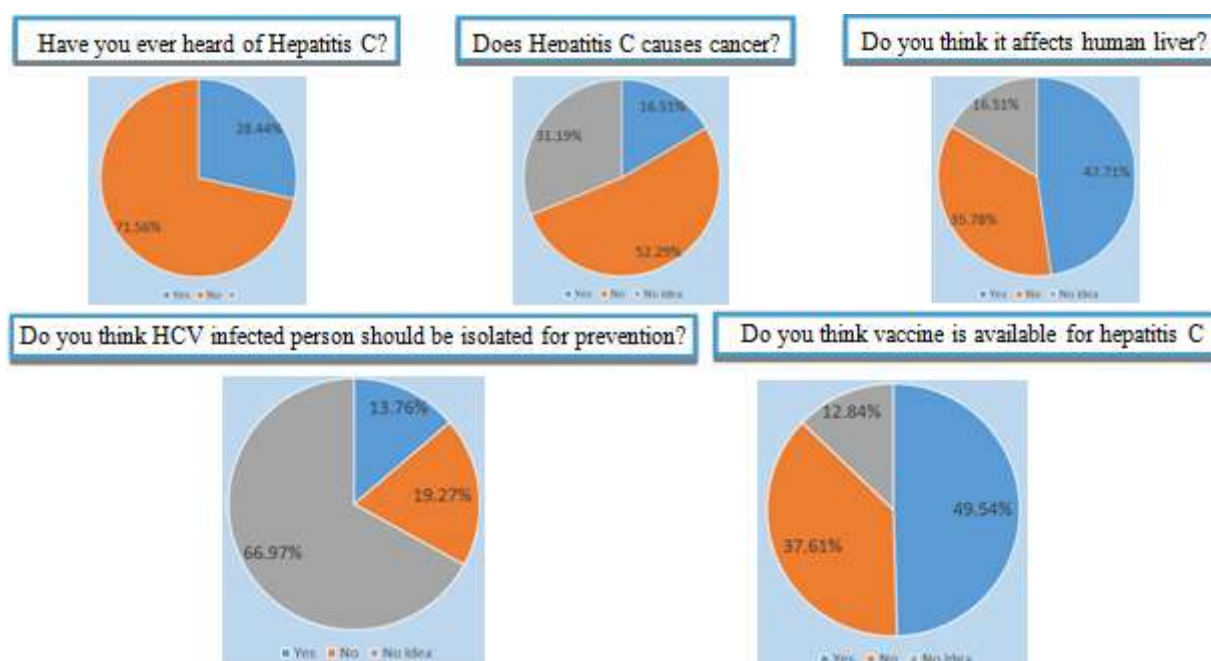 Have you ever heard of Hepatitis C?
Does Hepatitis C causes cancer?
Do you think it affects human liver?
28.44%
71.56%
Yes No
16.51%
31.19%
52.29%
Yes No No Idea
16.51%
47.71%
35.78%
Yes No No Idea
Do you think HCV infected person should be isolated for prevention?
Do you think vaccine is available for hepatitis C
13.76%
19.27%
66.97%
Yes No No Idea
12.84%
49.54%
37.61%
Yes No No Idea